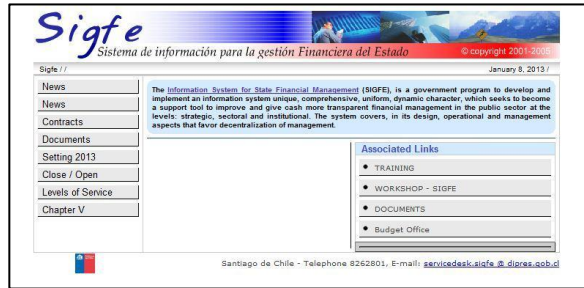 Sigfe
Sistema de información para la gestión Financiera del Estado
© copyright 2001-2005
Sigfe / /
January 8, 2013 /
News
News
Contracts
Documents
Setting 2013
Close / Open
Levels of Service
Chapter V
The Information System for State Financial Management (SIGFE), is a government program to develop and
implement an information system unique, comprehensive, uniform, dynamic character, which seeks to become
a support tool to improve and give cash more transparent financial management in the public sector at the
levels: strategic, sectoral and institutional. The system covers, in its design, operational and management
aspects that favor decentralization of management.
Associated Links
TRAINING
WORKSHOP - SIGFE
DOCUMENTS
Budget Office
Santiago de Chile - Telephone 8262801, E-mail: servicedesk.sigfe @ dipres.gob.cl